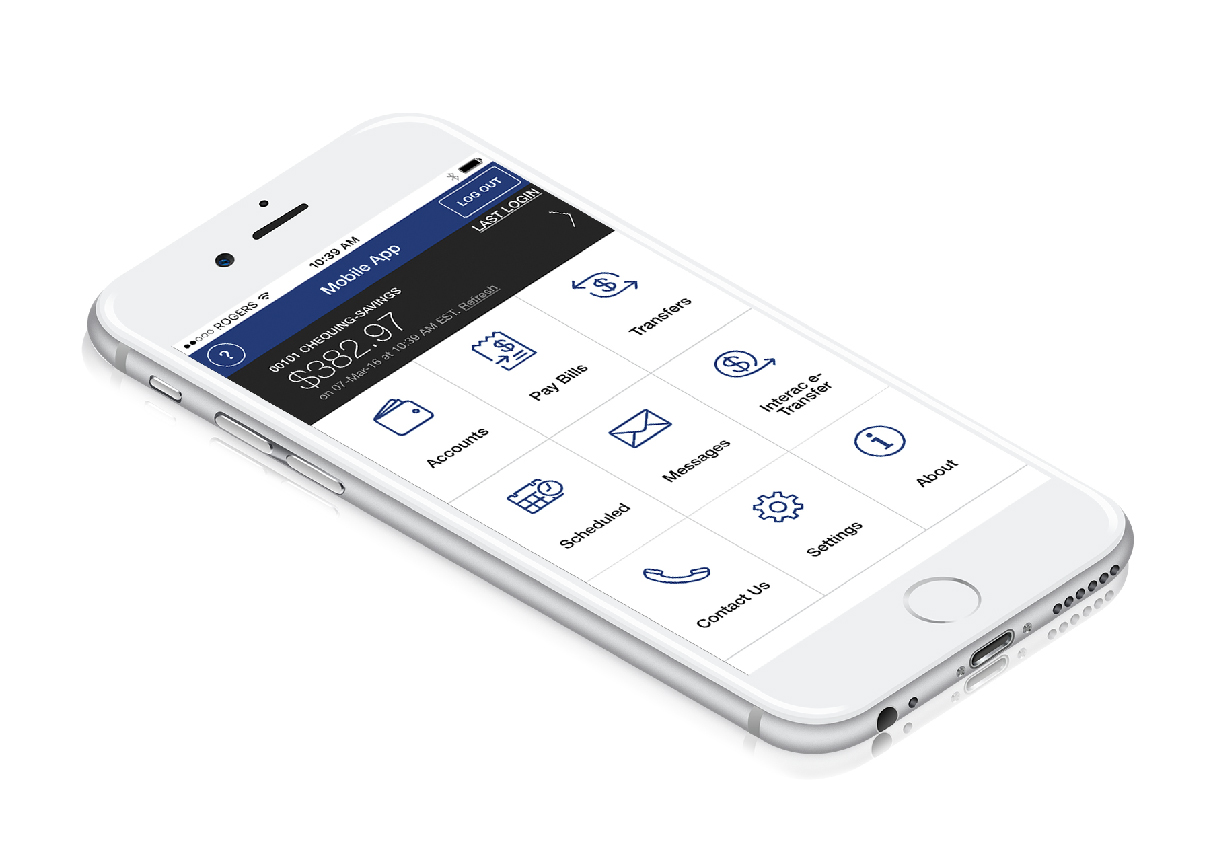 ROGERS 10:39 AM
? Mobile App LOG OUT
LAST LOGIN
00101 CHEQUING-SAVINGS
$382.97
on 07-Mar-16 at 10:39 AM EST. Refresh
Accounts Pay Bills Transfers
Scheduled Messages Interac e-
Transfer
Contact Us Settings About